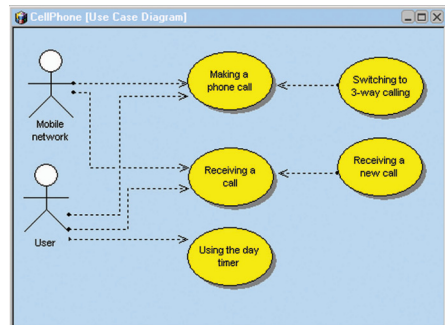 CellPhone [Use Case Diagram]
Making a
phone call
Switching to
3-way calling
Mobile
network
Receiving a
call
Receiving a
new call
User
Using the day
timer